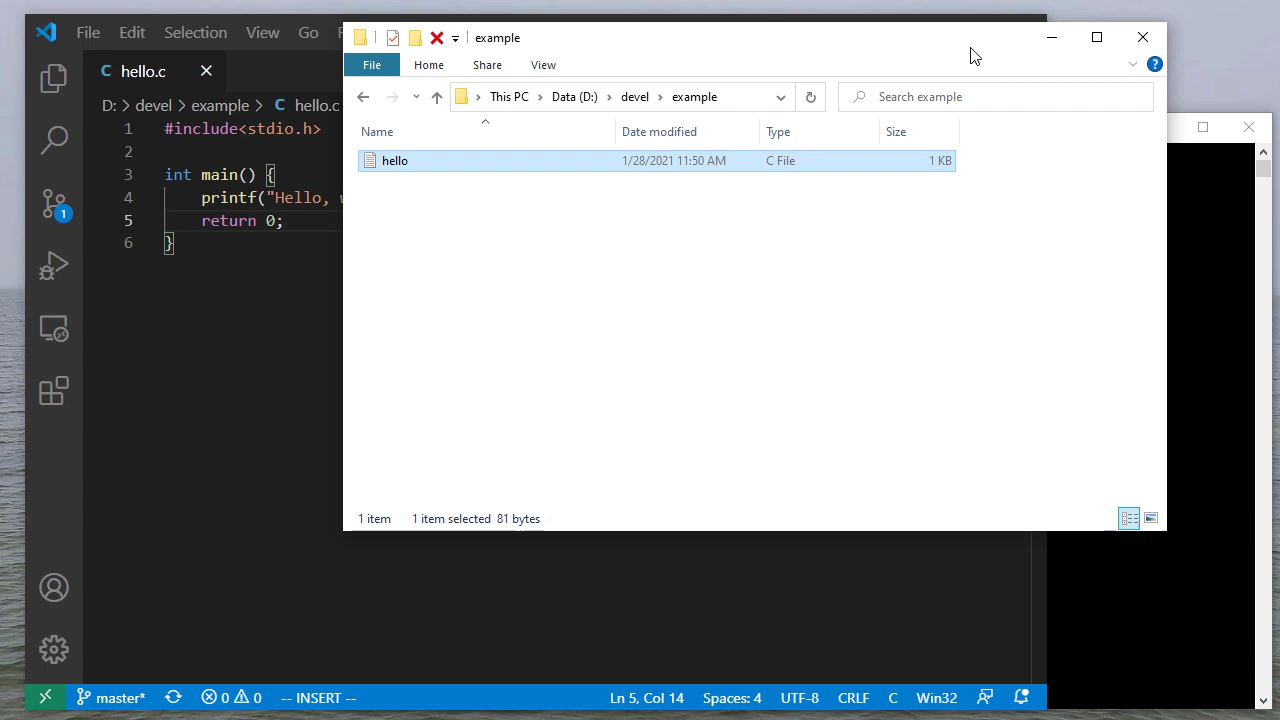 File Edit Selection View Go
hello.c
D: > devel > example > hello.c
1 #include<stdio.h>
2
3 int main() {
4 printf("Hello,
5 return 0;
6 }
1
example
File Home Share View
This PC > Data (D:) > devel > example
Search example
Name Date modified Type Size
hello 1/28/2021 11:50 AM C File 1 KB
1 item 1 item selected 81 bytes
master* 0 0 -- INSERT -- Ln 5, Col 14 Spaces: 4 UTF-8 CRLF C Win32